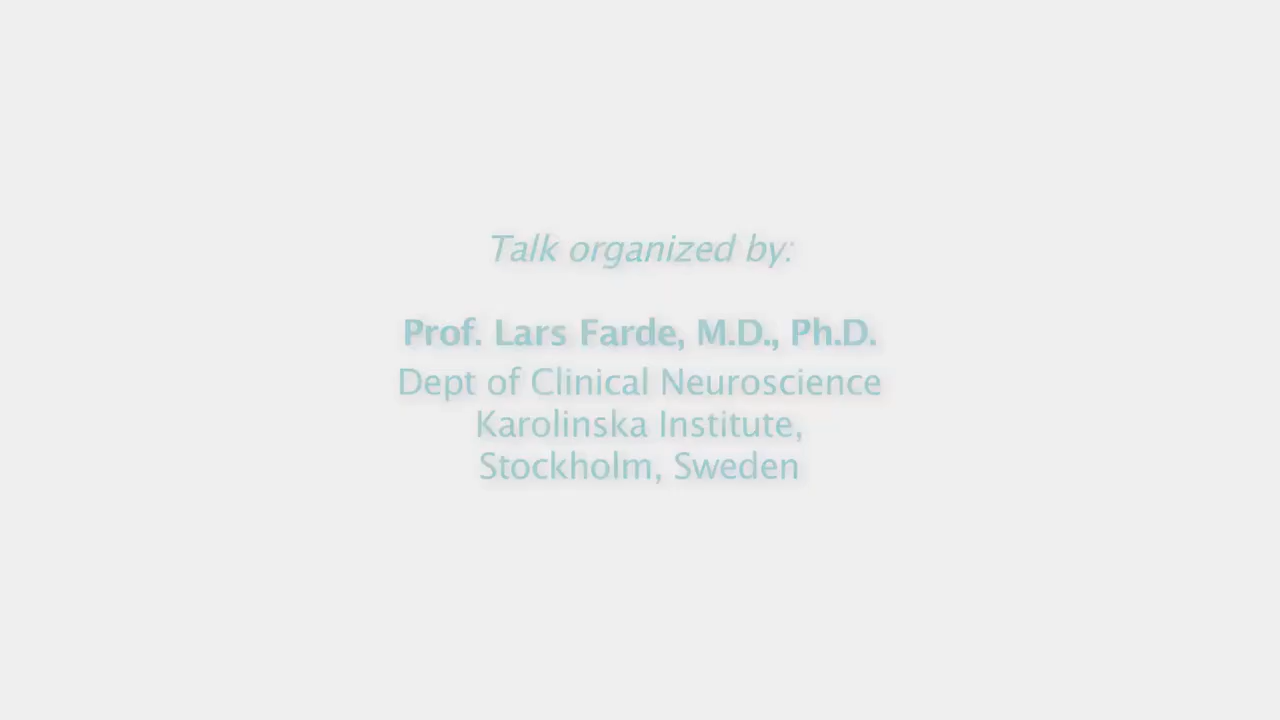 Talk organized by:
Prof. Lars Farde, M.D., Ph.D.
Dept of Clinical Neuroscience
Karolinska Institute,
Stockholm, Sweden